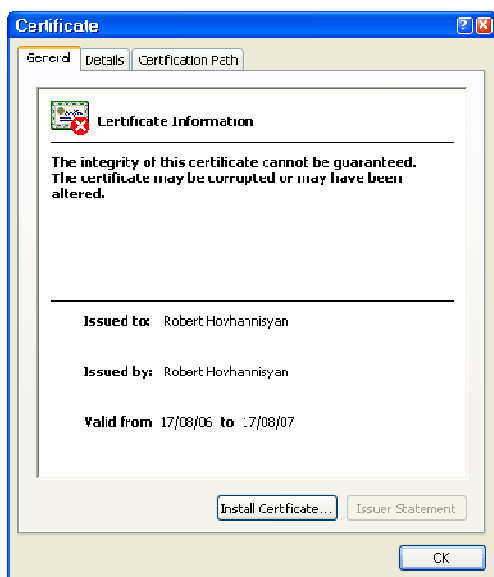 Certificate
General Details Certification Path
Certificate Information
The integrity of this certificate cannot be guaranteed.
The certificate may be corrupted or may have been
altered.
Issued to: Robert Hovhannisyan
Issued by: Robert Hovhannisyan
Valid from 17/08/06 to 17/08/07
Install Certificate... Issuer Statement
OK